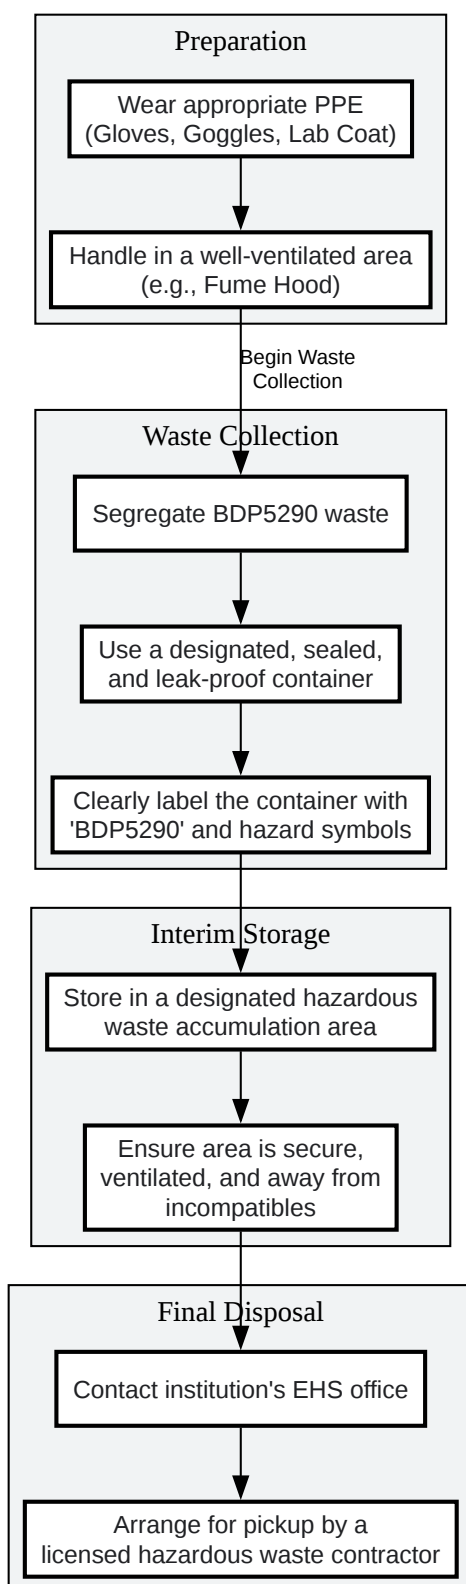 Preparation
Wear appropriate PPE
(Gloves, Goggles, Lab Coat)
Handle in a well-ventilated area
(e.g., Fume Hood)
Begin Waste
Collection
Waste Collection
Segregate BDP5290 waste
Use a designated, sealed,
and leak-proof container
Clearly label the container with
'BDP5290' and hazard symbols
Interim Storage
Store in a designated hazardous
waste accumulation area
Ensure area is secure,
ventilated, and away from
incompatibles
Final Disposal
Contact institution's EHS office
Arrange for pickup by a
licensed hazardous waste contractor